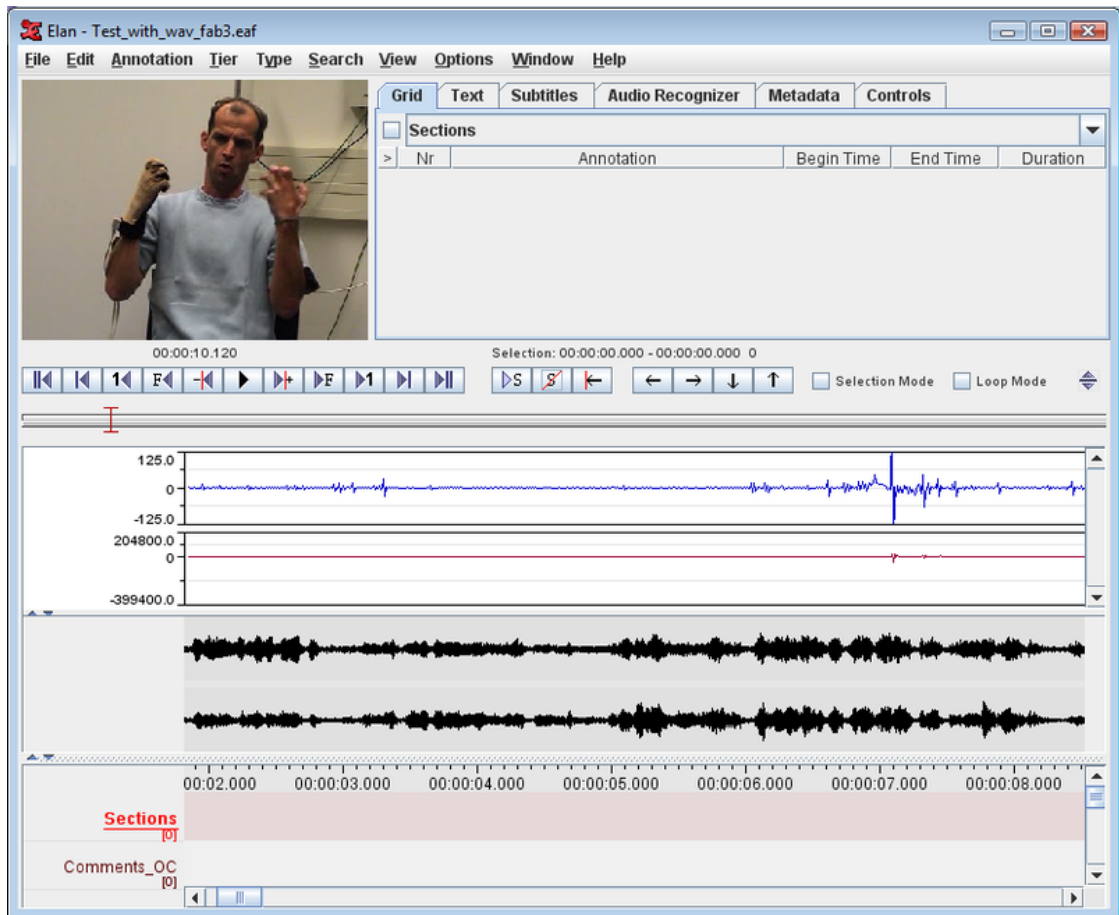 Elan - Test_with_wav_fab3.eaf
File Edit Annotation Tier Type Search View Options Window Help
Grid Text Subtitles Audio Recognizer Metadata Controls
Sections
> Nr Annotation Begin Time End Time Duration
00:00:10.120 Selection: 00:00:00.000 - 00:00:00.000 0
1 F F 1 S S Selection Mode Loop Mode
125.0
0
-125.0
204800.0
0
-399400.0
00:02.000 00:00:03.000 00:00:04.000 00:00:05.000 00:00:06.000 00:00:07.000 00:00:08.000
Sections
[0]
Comments_OC
[0]